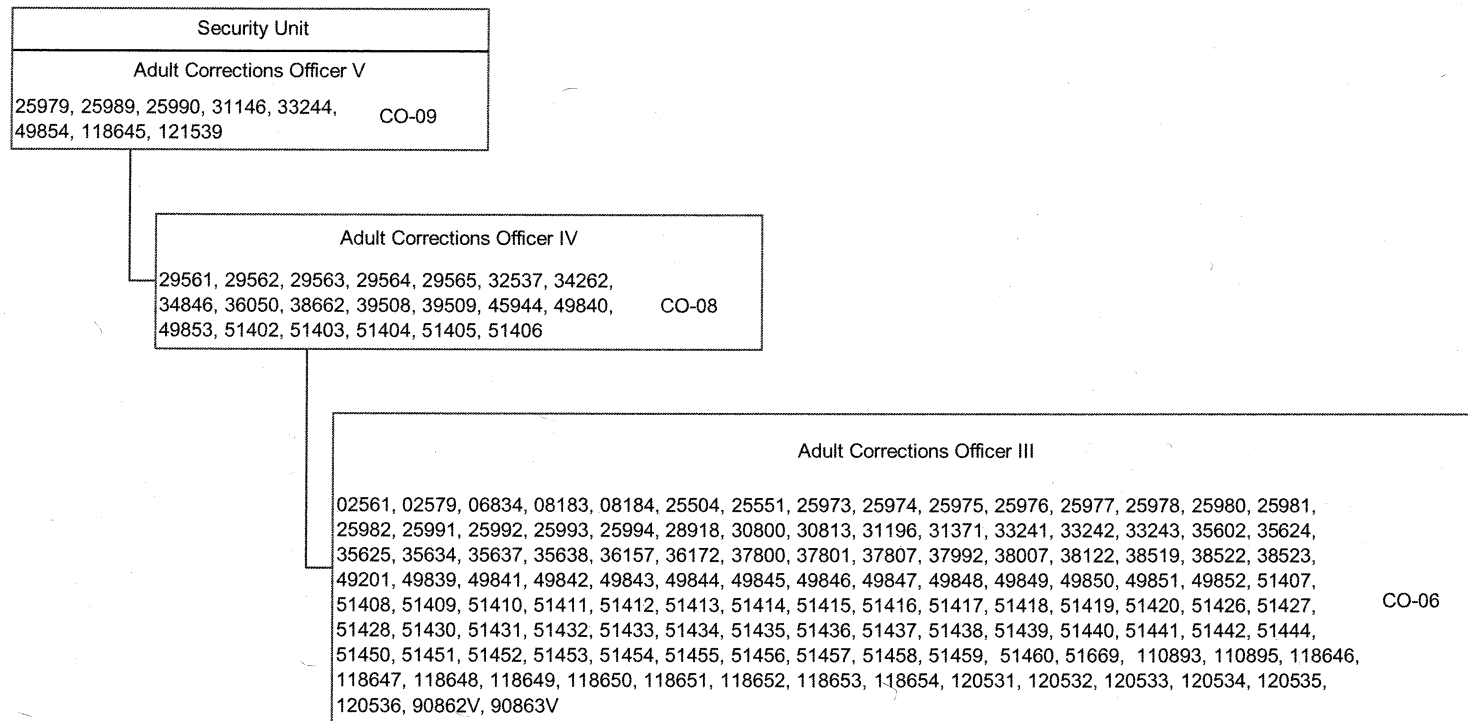 Security Unit
Adult Corrections Officer V
25979, 25989, 25990, 31146, 33244,
49854, 118645, 121539
CO-09
Adult Corrections Officer IV
29561, 29562, 29563, 29564, 29565, 32537, 34262,
34846, 36050, 38662, 39508, 39509, 45944, 49840,
49853, 51402, 51403, 51404, 51405, 51406
CO-08
Adult Corrections Officer III
02561, 02579, 06834, 08183, 08184, 25504, 25551, 25973, 25974, 25975, 25976, 25977, 25978, 25980, 25981,
25982, 25991, 25992, 25993, 25994, 28918, 30800, 30813, 31196, 31371, 33241, 33242, 33243, 35602, 35624,
35625, 35634, 35637, 35638, 36157, 36172, 37800, 37801, 37807, 37992, 38007, 38122, 38519, 38522, 38523,
49201, 49839, 49841, 49842, 49843, 49844, 49845, 49846, 49847, 49848, 49849, 49850, 49851, 49852, 51407,
51408, 51409, 51410, 51411, 51412, 51413, 51414, 51415, 51416, 51417, 51418, 51419, 51420, 51426, 51427,
51428, 51430, 51431, 51432, 51433, 51434, 51435, 51436, 51437, 51438, 51439, 51440, 51441, 51442, 51444,
51450, 51451, 51452, 51453, 51454, 51455, 51456, 51457, 51458, 51459, 51460, 51669, 110893, 110895, 118646,
118647, 118648, 118649, 118650, 118651, 118652, 118653, 118654, 120531, 120532, 120533, 120534, 120535,
120536, 90862V, 90863V
CO-06